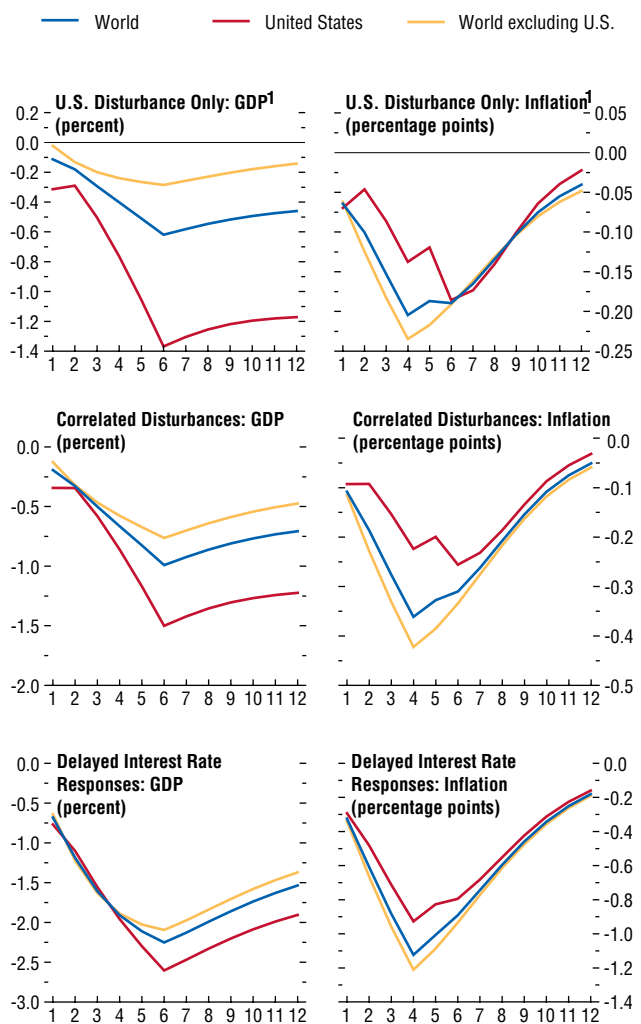 World
United States
World excluding U.S.
U.S. Disturbance Only: GDP1
(percent)
0.2
0.0
-0.2
-0.4
-0.6
-0.8
-1.0
-1.2
-1.4
1 2 3 4 5 6 7 8 9 10 11 12
U.S. Disturbance Only: Inflation1
(percentage points)
0.05
0.00
-0.05
-0.10
-0.15
-0.20
-0.25
1 2 3 4 5 6 7 8 9 10 11 12
Correlated Disturbances: GDP
(percent)
0.0
-0.5
-1.0
-1.5
-2.0
1 2 3 4 5 6 7 8 9 10 11 12
Correlated Disturbances: Inflation
(percentage points)
0.0
-0.1
-0.2
-0.3
-0.4
-0.5
1 2 3 4 5 6 7 8 9 10 11 12
Delayed Interest Rate
Responses: GDP
(percent)
0.0
-0.5
-1.0
-1.5
-2.0
-2.5
-3.0
1 2 3 4 5 6 7 8 9 10 11 12
Delayed Interest Rate
Responses: Inflation
(percentage points)
0.0
-0.2
-0.4
-0.6
-0.8
-1.0
-1.2
-1.4
1 2 3 4 5 6 7 8 9 10 11 12